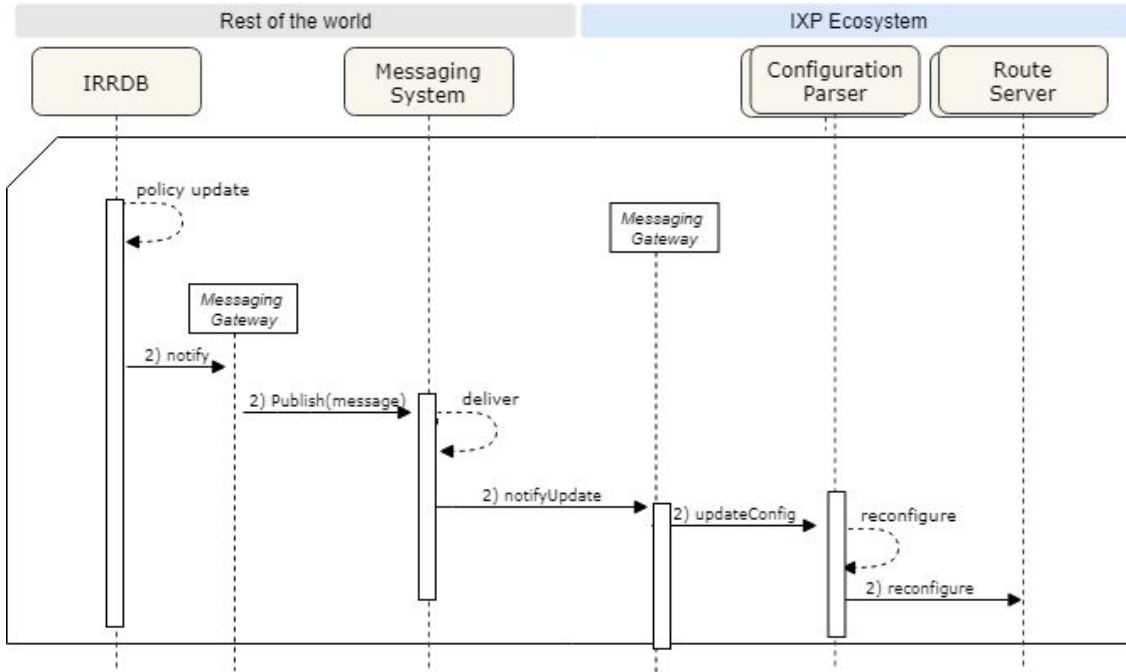 Rest of the world
IXP Ecosystem
IRRDB
Messaging
System
Configuration
Parser
Route
Server
policy update
Messaging
Gateway
Messaging
Gateway
2) notify
2) Publish(message)
deliver
2) notifyUpdate
2) updateConfig
reconfigure
2) reconfigure